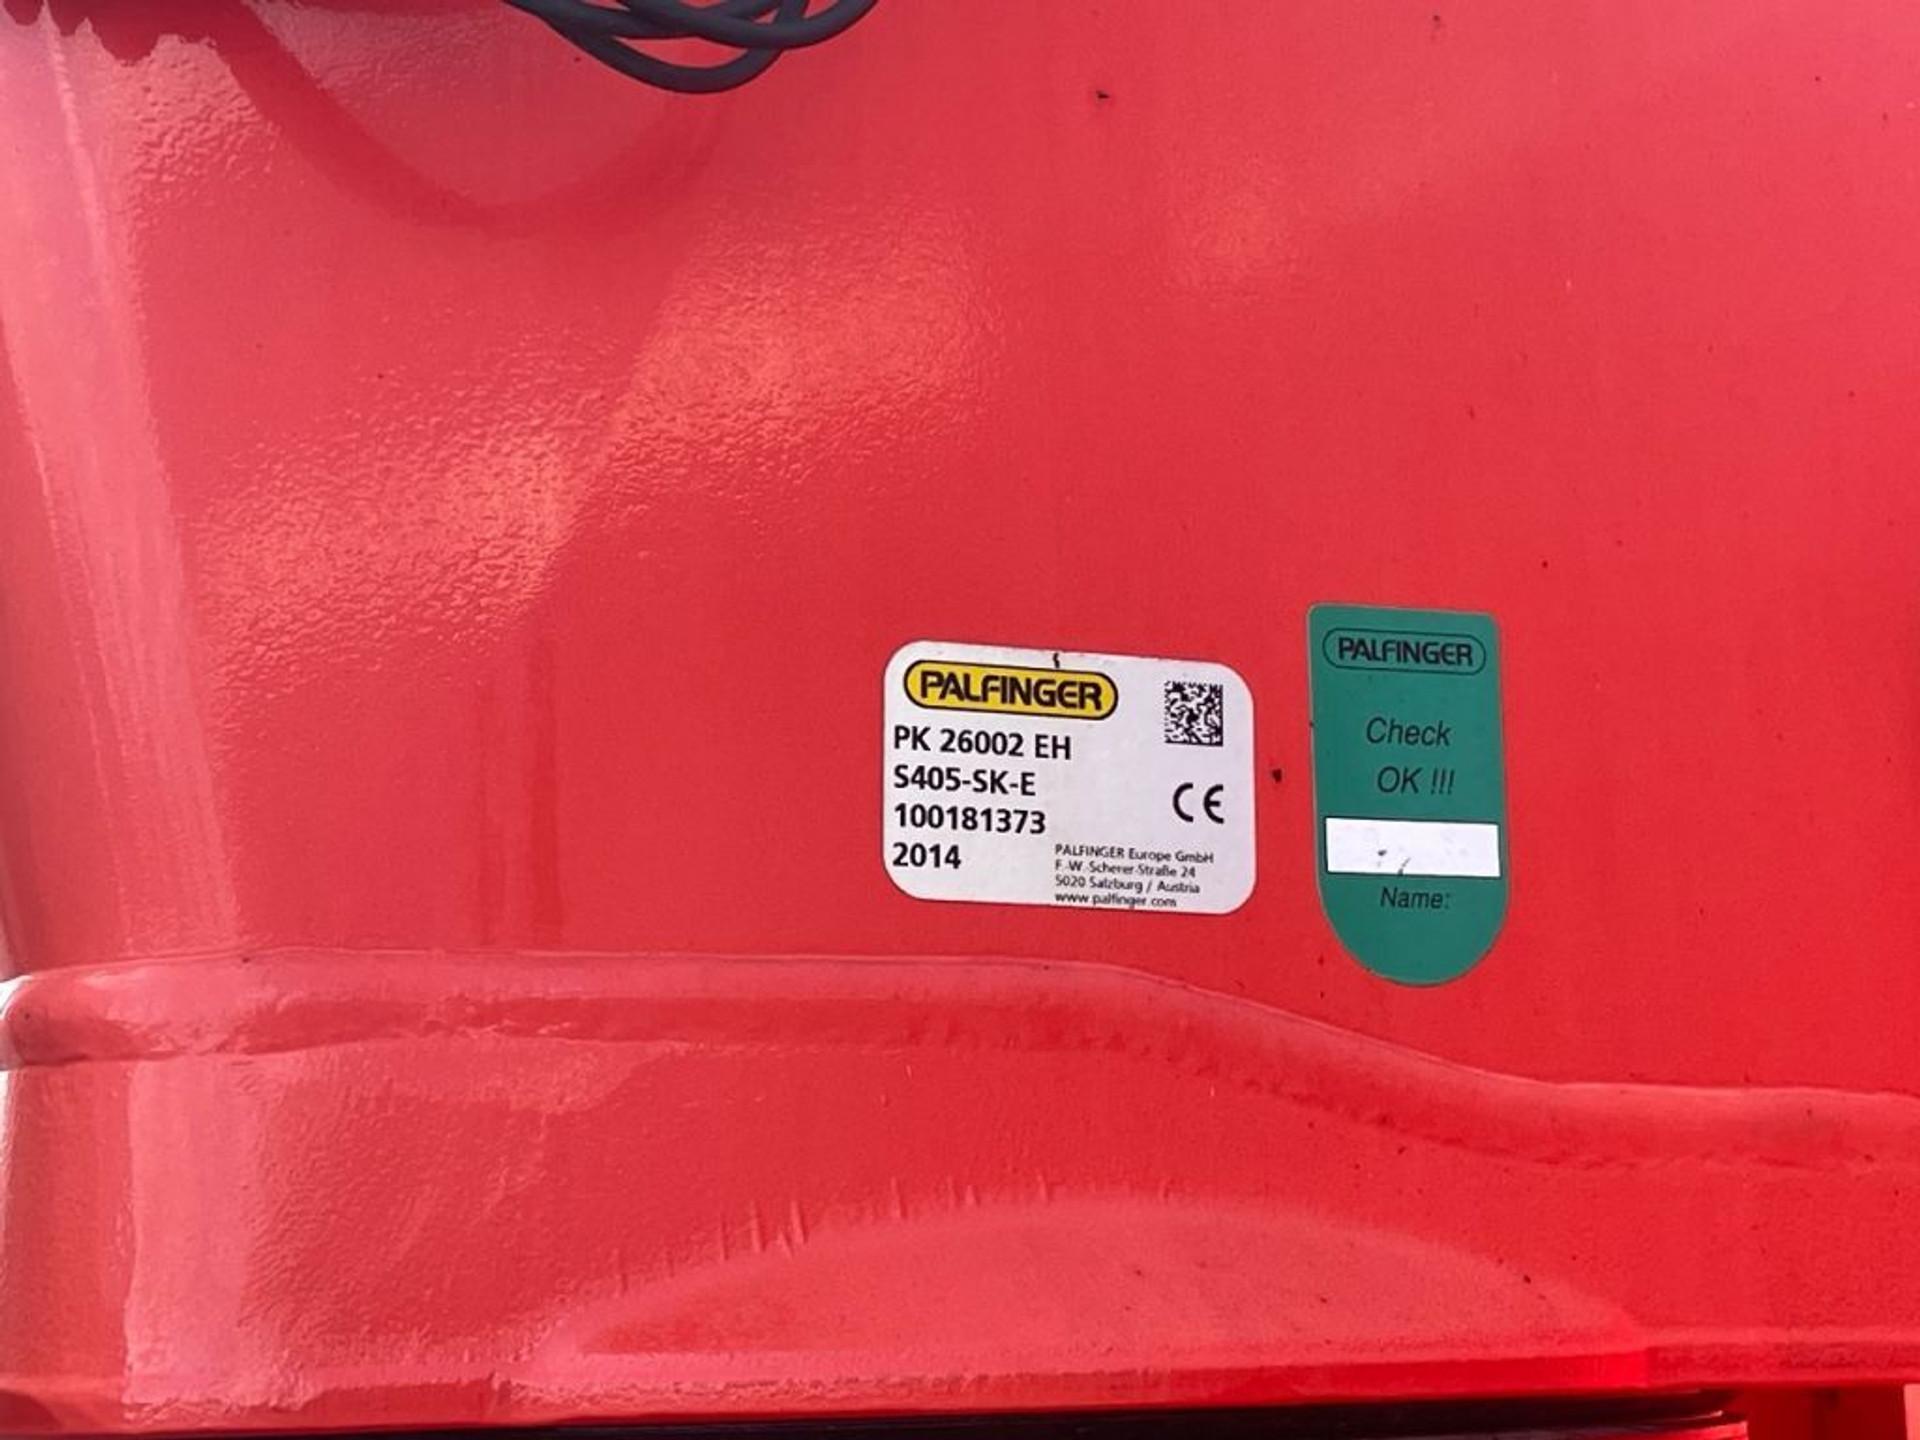 PALFINGER
PK 26002 EH
S405-SK-E
100181373
2014
CE
PALFINGER Europe GmbH
F.-W.-Scherer-Straße 24
5020 Salzburg / Austria
www.palfinger.com
PALFINGER
Check
OK !!!
Name: